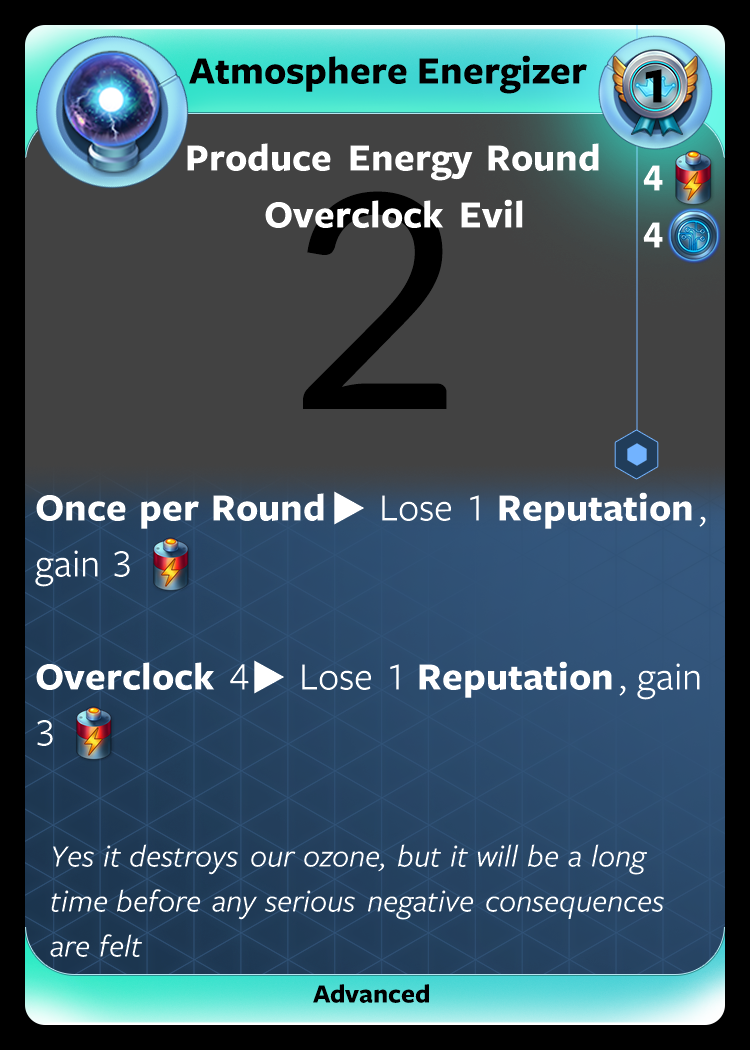 Atmosphere Energizer
1
Produce Energy Round
Overclock Evil
4
4
2
Once per Round▶ Lose 1 Reputation,
gain 3
Overclock 4▶ Lose 1 Reputation, gain
3
Yes it destroys our ozone, but it will be a long
time before any serious negative consequences
are felt
Advanced